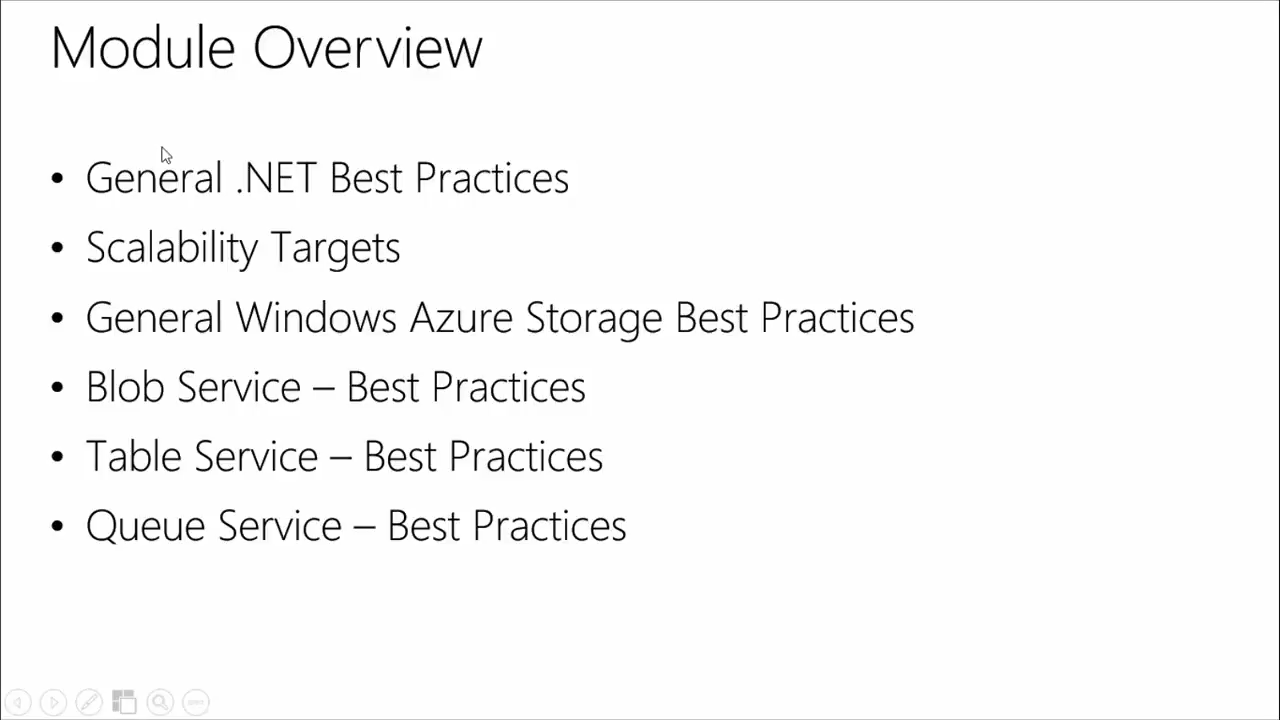 Module Overview
• General .NET Best Practices
• Scalability Targets
• General Windows Azure Storage Best Practices
• Blob Service – Best Practices
• Table Service – Best Practices
• Queue Service – Best Practices